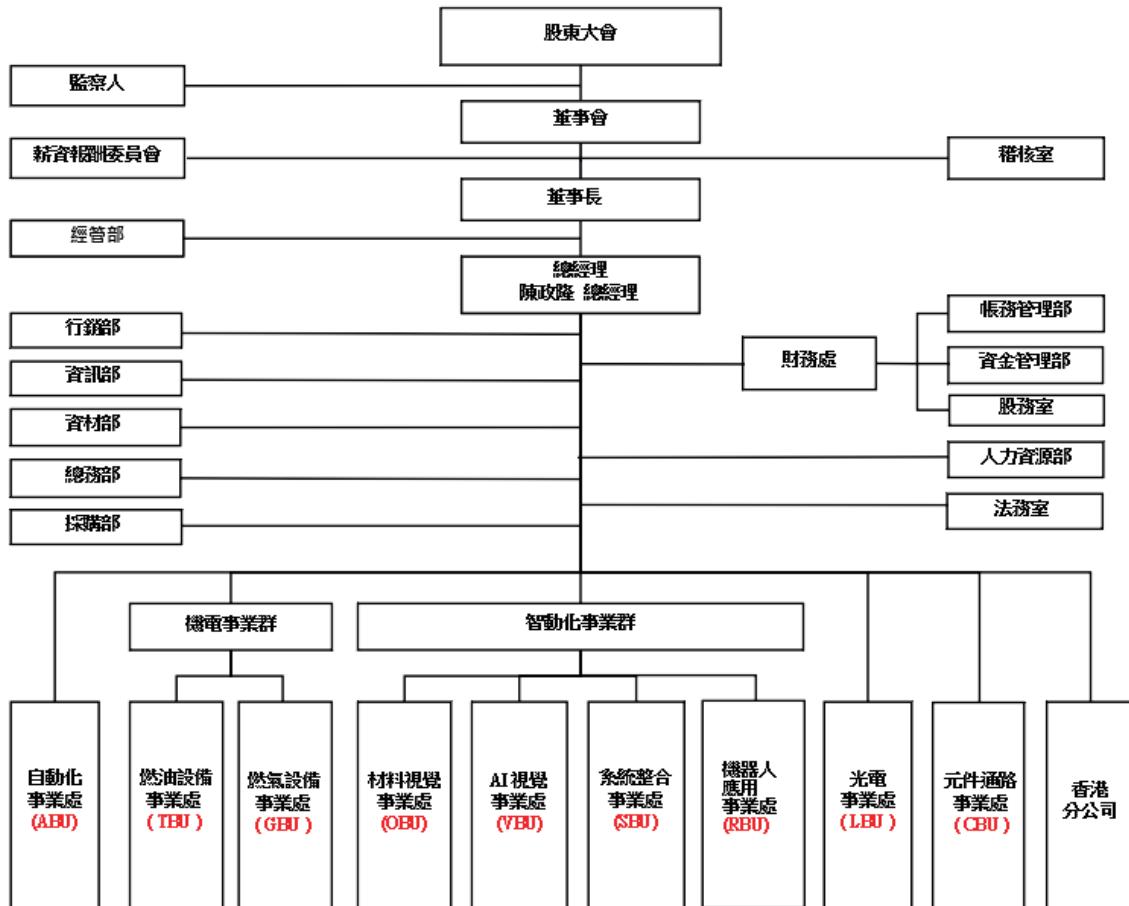 股東大會
監察人
董事會
薪資報酬委員會
稽核室
董事長
經管部
總經理
陳政隆 總經理
行銷部
帳務管理部
財務處
資金管理部
資訊部
股務室
資材部
人力資源部
總務部
法務室
採購部
機電事業群
智動化事業群
自動化
事業處
(ABU)
燃油設備
事業處
(TBU)
燃氣設備
事業處
(GBU)
材料視覺
事業處
(OBU)
AI視覺
事業處
(VBU)
系統整合
事業處
(SBU)
機器人
應用
事業處
(RBU)
光電
事業處
(LBU)
元件通路
事業處
(CBU)
香港
分公司